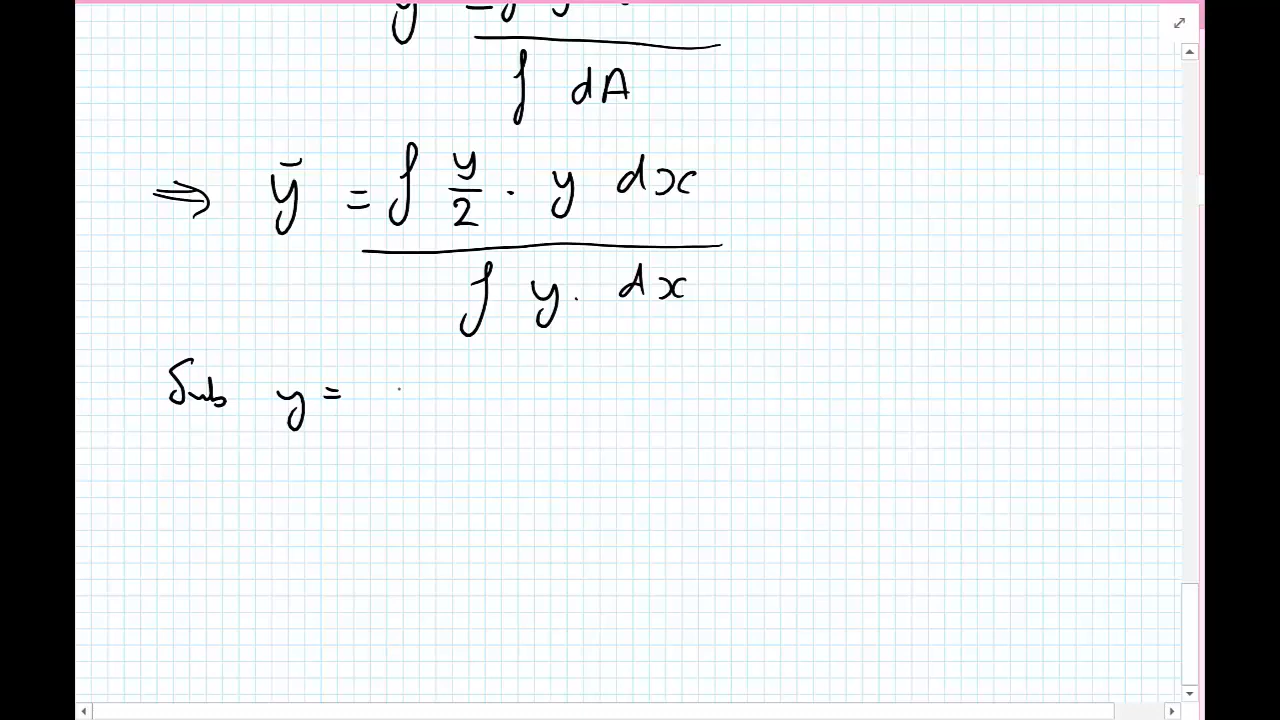 ȳ = ∫ y
∫ dA
⇒ ȳ = ∫ y/2 · y dx
∫ y. dx
Sub y =